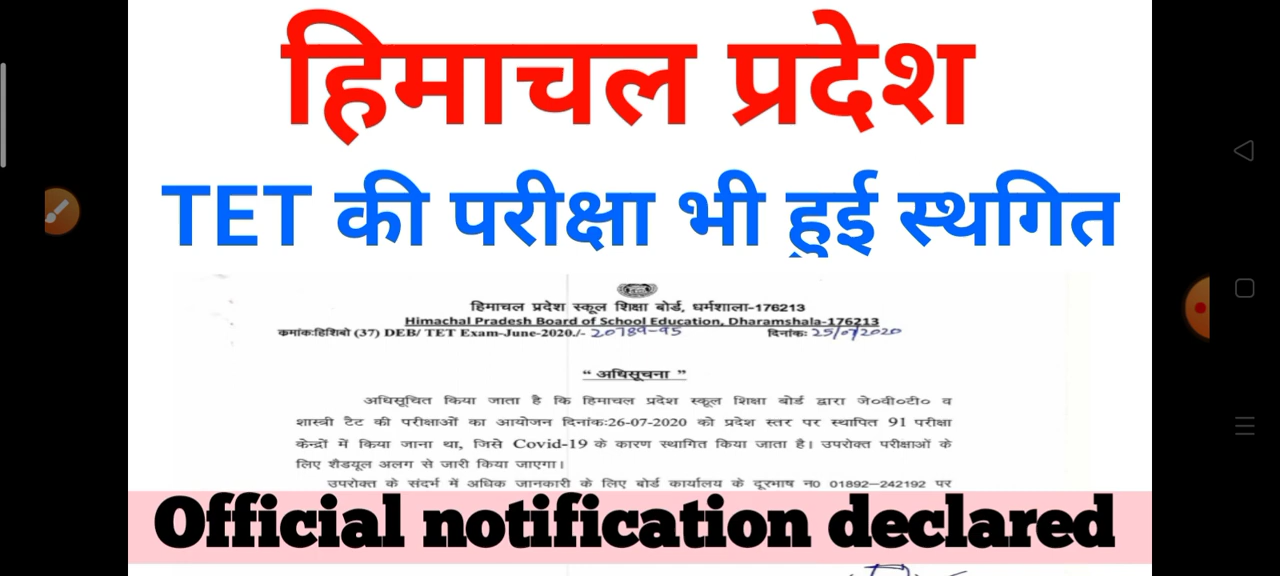 हिमाचल प्रदेश
TET की परीक्षा भी हुई स्थगित
हिमाचल प्रदेश स्कूल शिक्षा बोर्ड, धर्मशाला-176213
Himachal Pradesh Board of School Education, Dharamshala-176213
कमांकःहिशिबो (37) DEB/ TET Exam-June-2020./- 20789-95 दिनांकः 25/07/2020
“ अधिसूचना ”
अधिसूचित किया जाता है कि हिमाचल प्रदेश स्कूल शिक्षा बोर्ड द्वारा जे०बी०टी० व
शास्त्री टैट की परीक्षाओं का आयोजन दिनांकः26-07-2020 को प्रदेश स्तर पर स्थापित 91 परीक्षा
केन्द्रों में किया जाना था, जिसे Covid-19 के कारण स्थागित किया जाता है। उपरोक्त परीक्षाओं के
लिए शैडयूल अलग से जारी किया जाएगा।
उपरोक्त के संदर्भ में अधिक जानकारी के लिए बोर्ड कार्यालय के दूरभाष न0 01892-242192 पर
Official notification declared